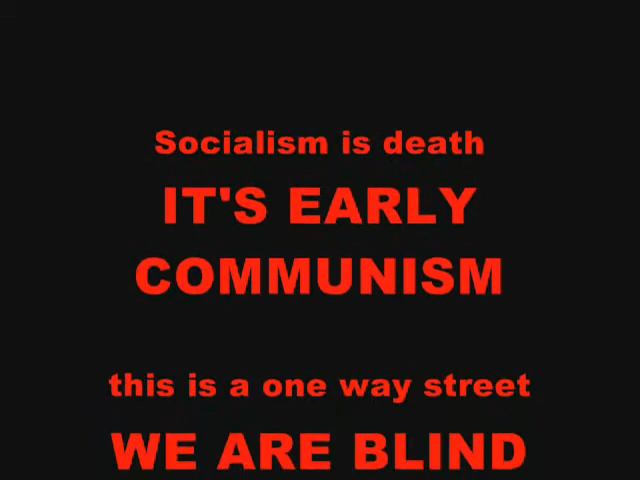 Socialism is death
IT'S EARLY
COMMUNISM
this is a one way street
WE ARE BLIND